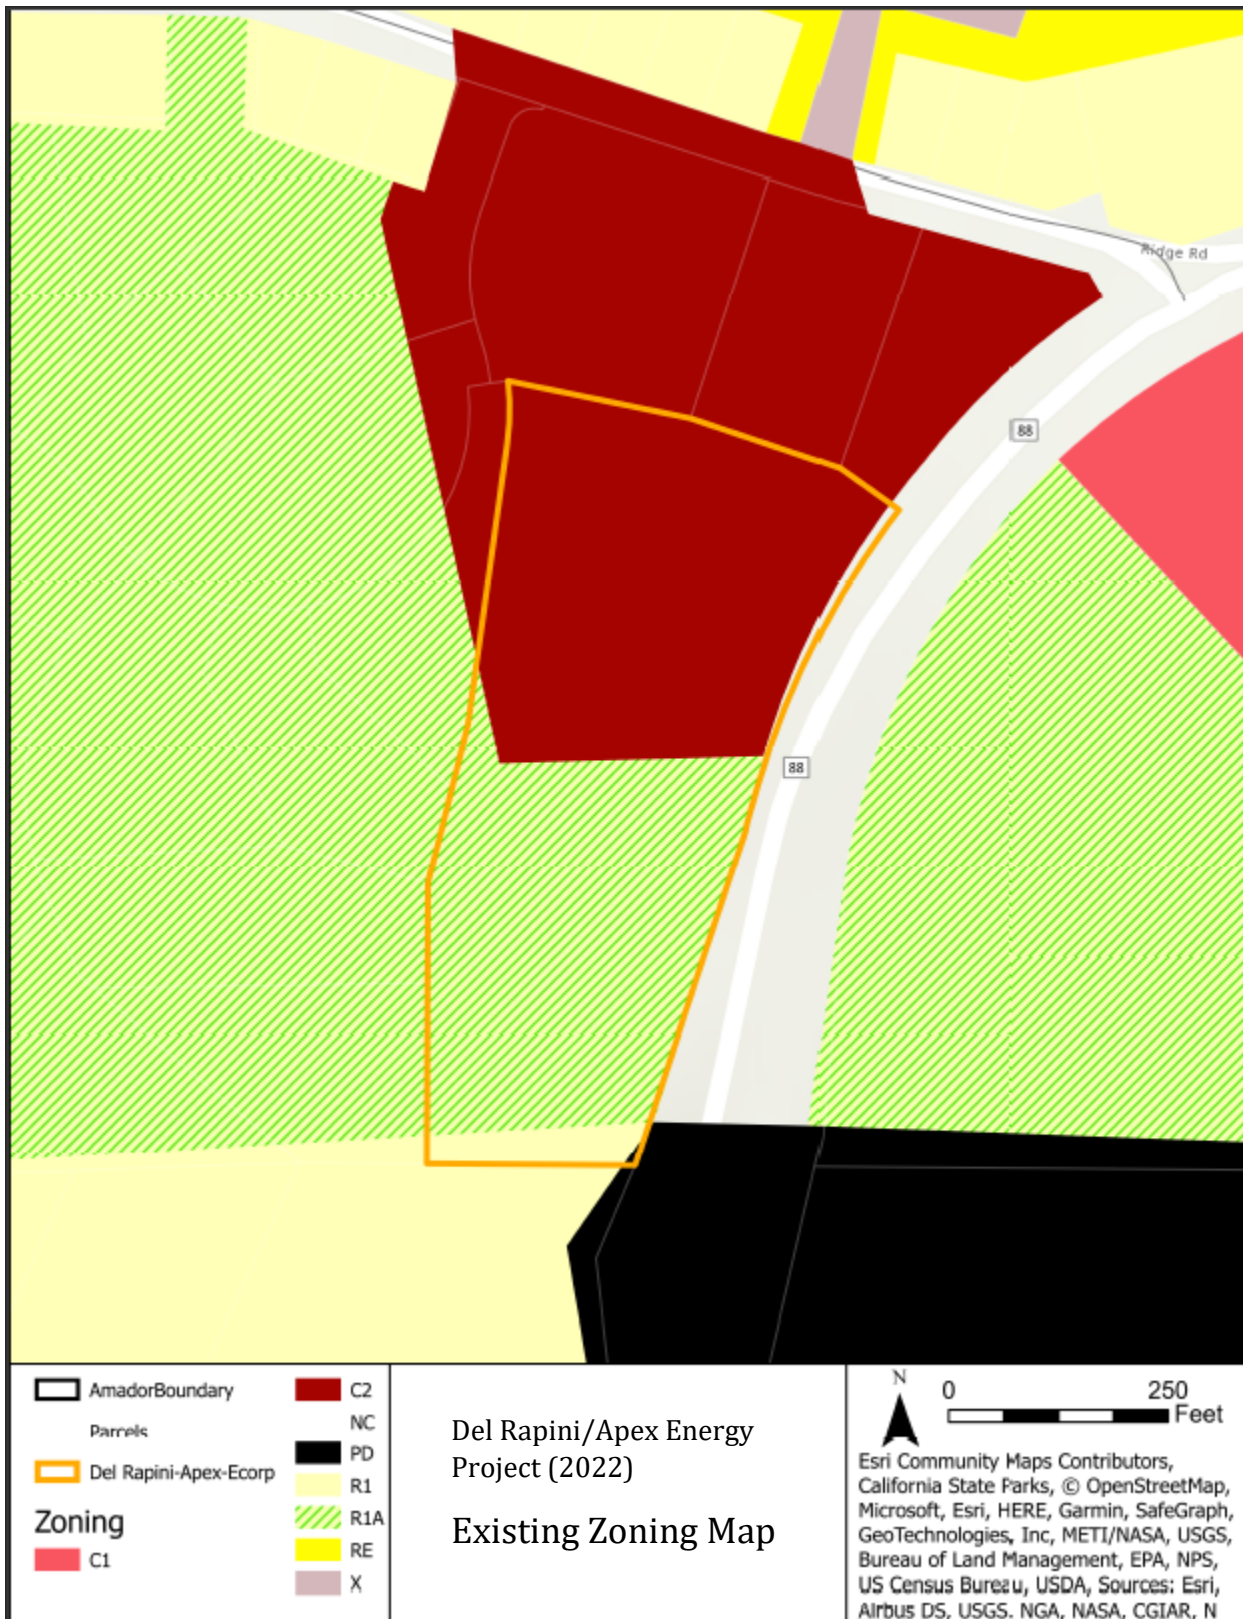 Ridge Rd
88
88
AmadorBoundary
Parcels
Del Rapini-Apex-Ecorp
Zoning
C1
C2
NC
PD
R1
R1A
RE
X
Del Rapini/Apex Energy
Project (2022)
Existing Zoning Map
N
0 250
Feet
Esri Community Maps Contributors,
California State Parks, © OpenStreetMap,
Microsoft, Esri, HERE, Garmin, SafeGraph,
GeoTechnologies, Inc, METI/NASA, USGS,
Bureau of Land Management, EPA, NPS,
US Census Bureau, USDA, Sources: Esri,
Airbus DS, USGS, NGA, NASA, CGIAR, N